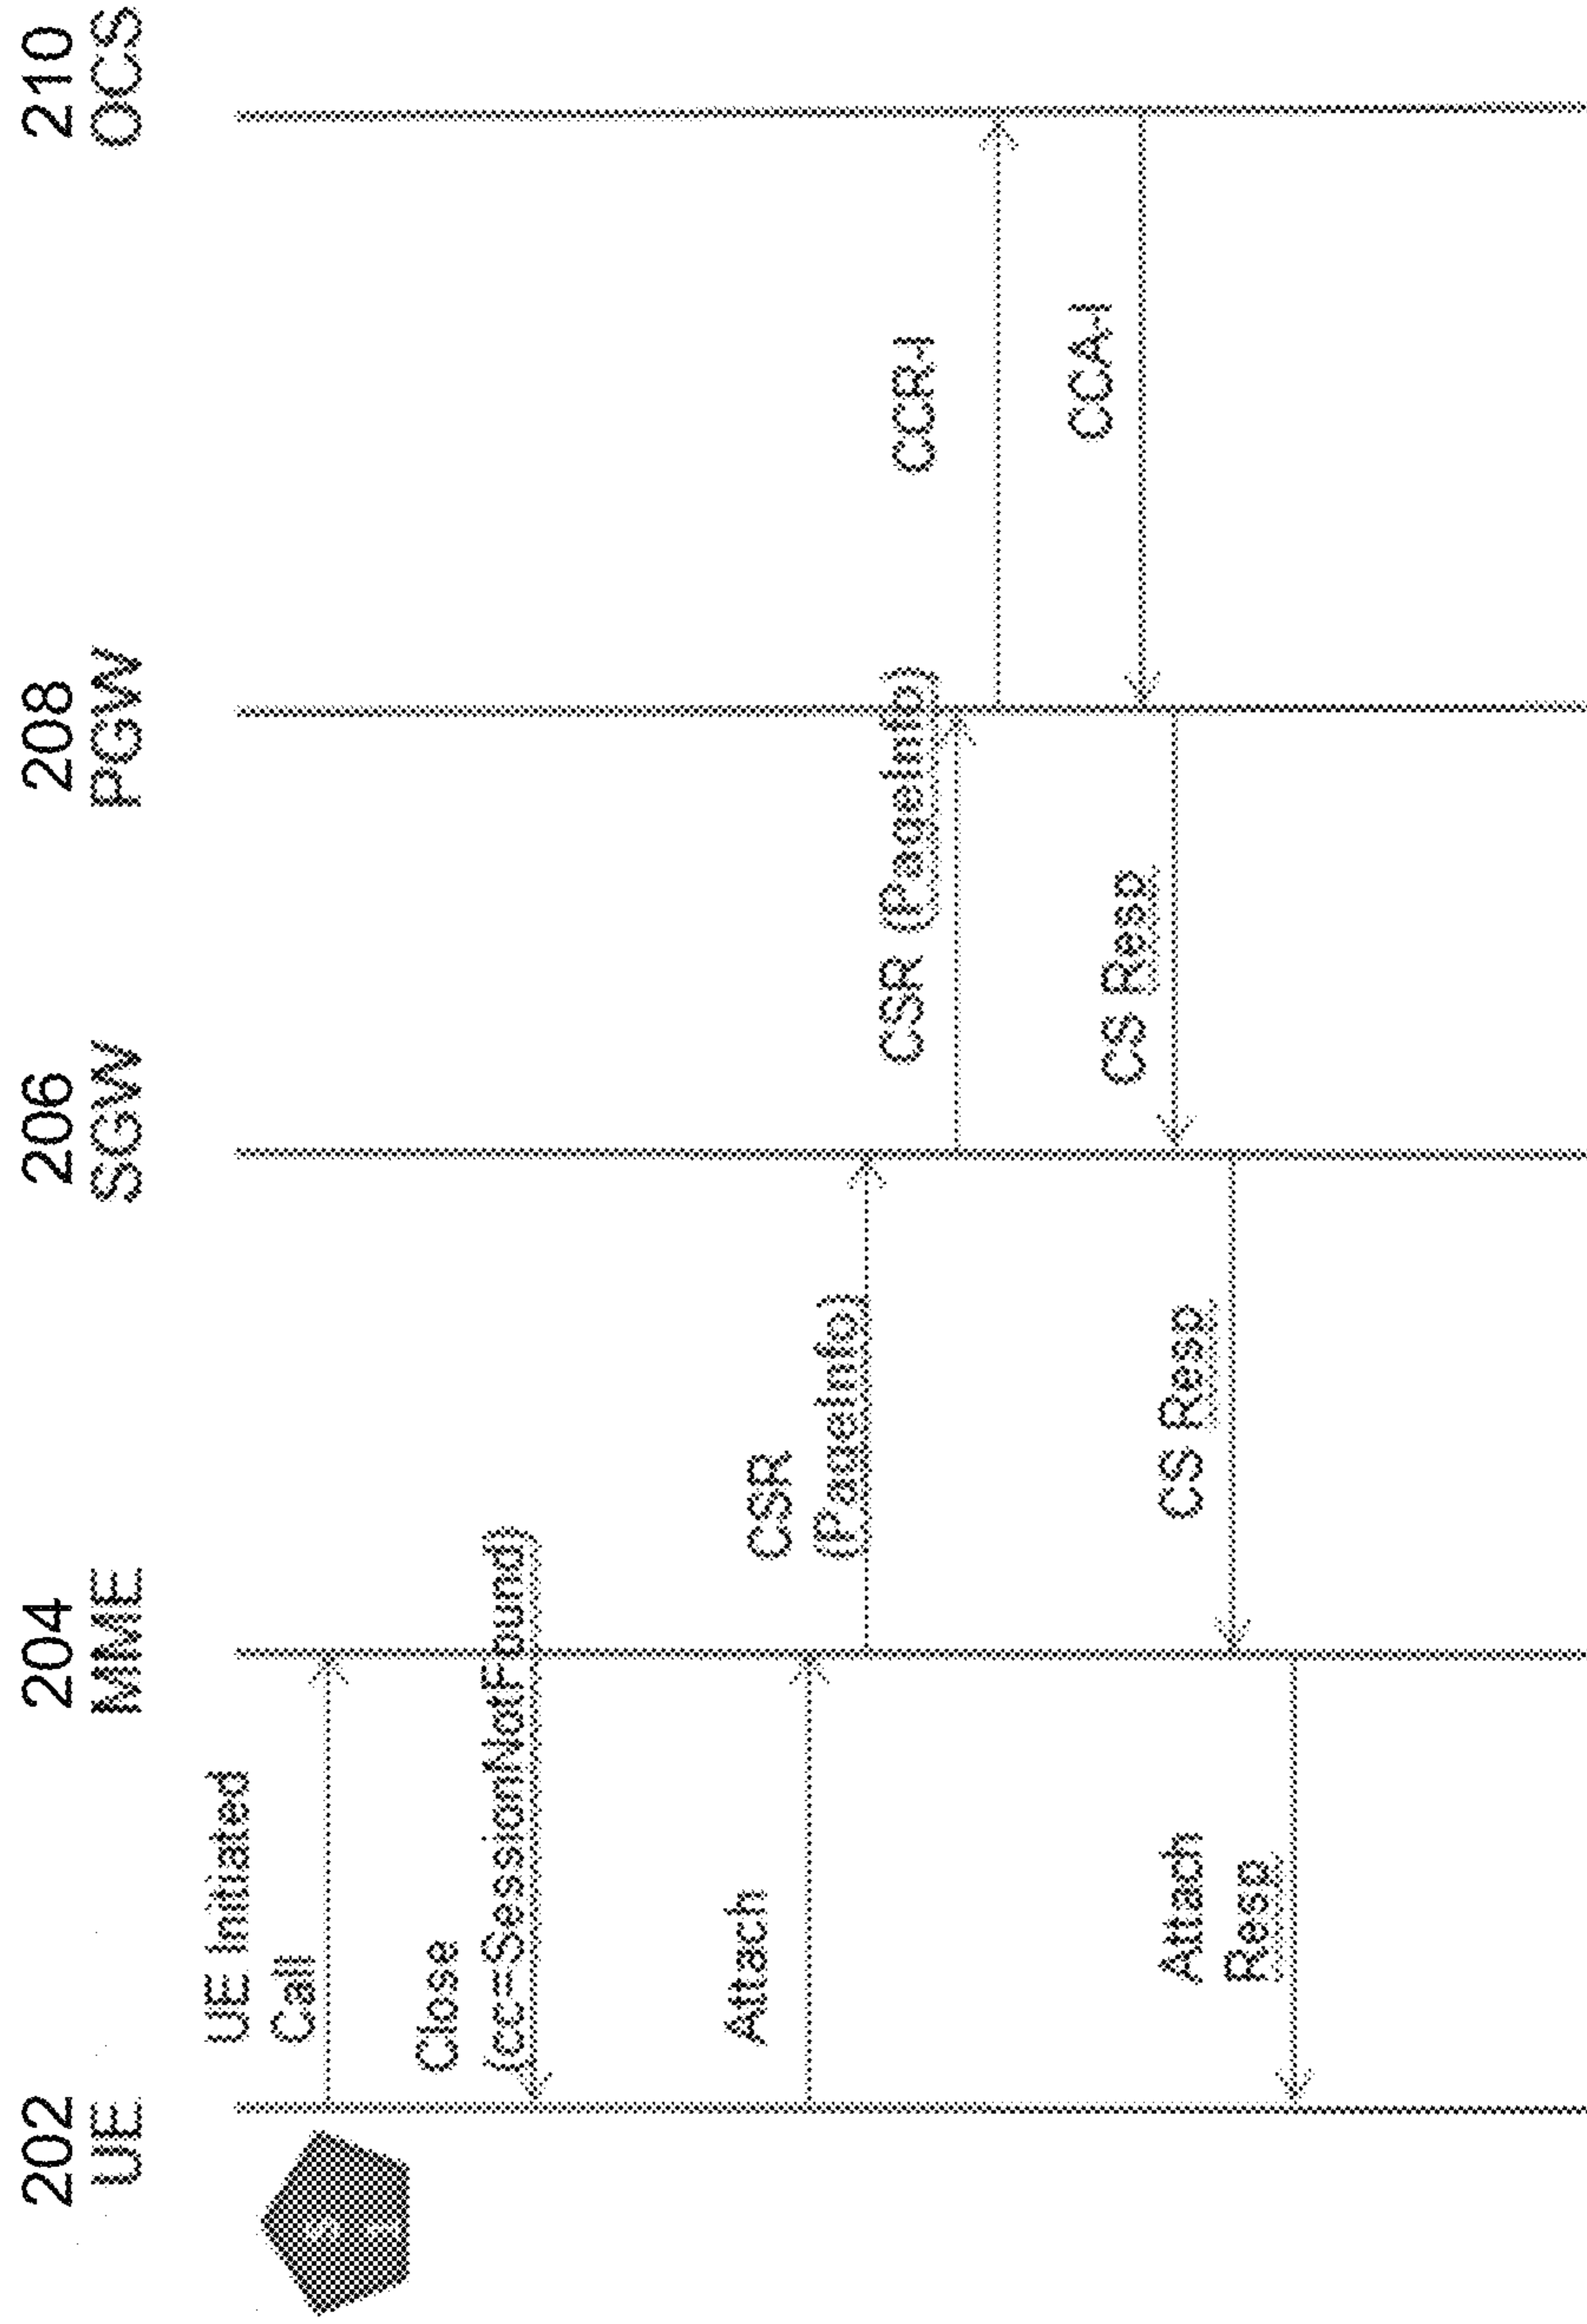 202
UE
204
MME
206
SGW
208
PGW
210
OCS
UE Initiated
Call
Close
(cc=SessionNotFound)
Attach
CSR
(PageInfo)
CSR (PageInfo)
CCR-I
CCA-I
CS Resp
CS Resp
Attach
Resp